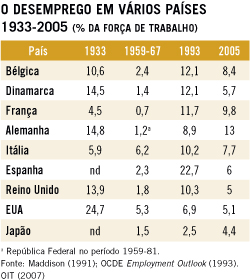 O DESEMPREGO EM VÁRIOS PAÍSES
1933-2005 (% DA FORÇA DE TRABALHO)
País 1933 1959-67 1993 2005
Bélgica 10,6 2,4 12,1 8,4
Dinamarca 14,5 1,4 12,1 5,7
França 4,5 0,7 11,7 9,8
Alemanha 14,8 1,2ª 8,9 13
Itália 5,9 6,2 10,2 7,7
Espanha nd 2,3 22,7 6
Reino Unido 13,9 1,8 10,3 5
EUA 24,7 5,3 6,9 5,1
Japão nd 1,5 2,5 4,4
ª República Federal no período 1959-81.
Fonte: Maddison (1991); OCDE Employment Outlook (1993),
OIT (2007)